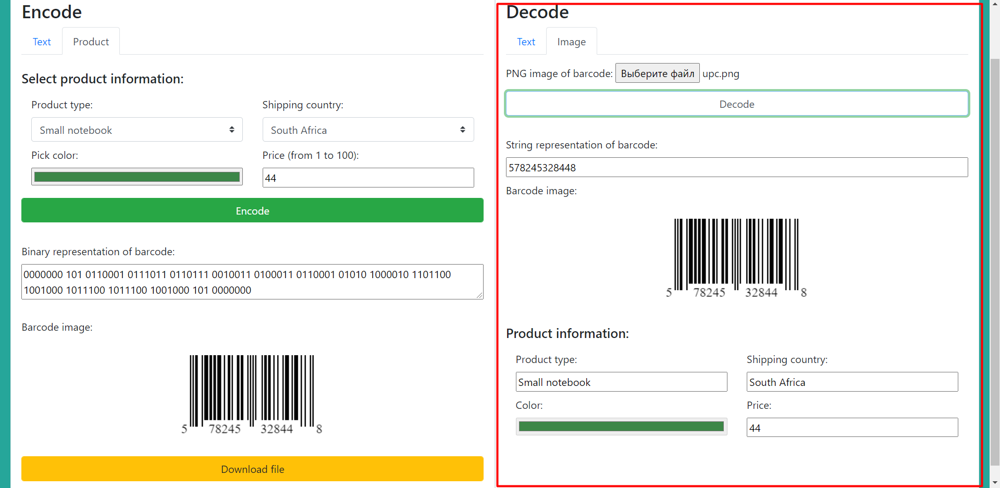 Encode
Text Product
Select product information:
Product type: Shipping country:
Small notebook South Africa
Pick color: Price (from 1 to 100):
44
Encode
Binary representation of barcode:
0000000 101 0110001 0111011 0110111 0010011 0100011 0110001 01010 1000010 1101100
1001000 1011100 1011100 1001000 101 0000000
Barcode image:
5 78245 32844 8
Download file
Decode
Text Image
PNG image of barcode: Выберите файл upc.png
Decode
String representation of barcode:
578245328448
Barcode image:
5 78245 32844 8
Product information:
Product type: Shipping country:
Small notebook South Africa
Color: Price:
44